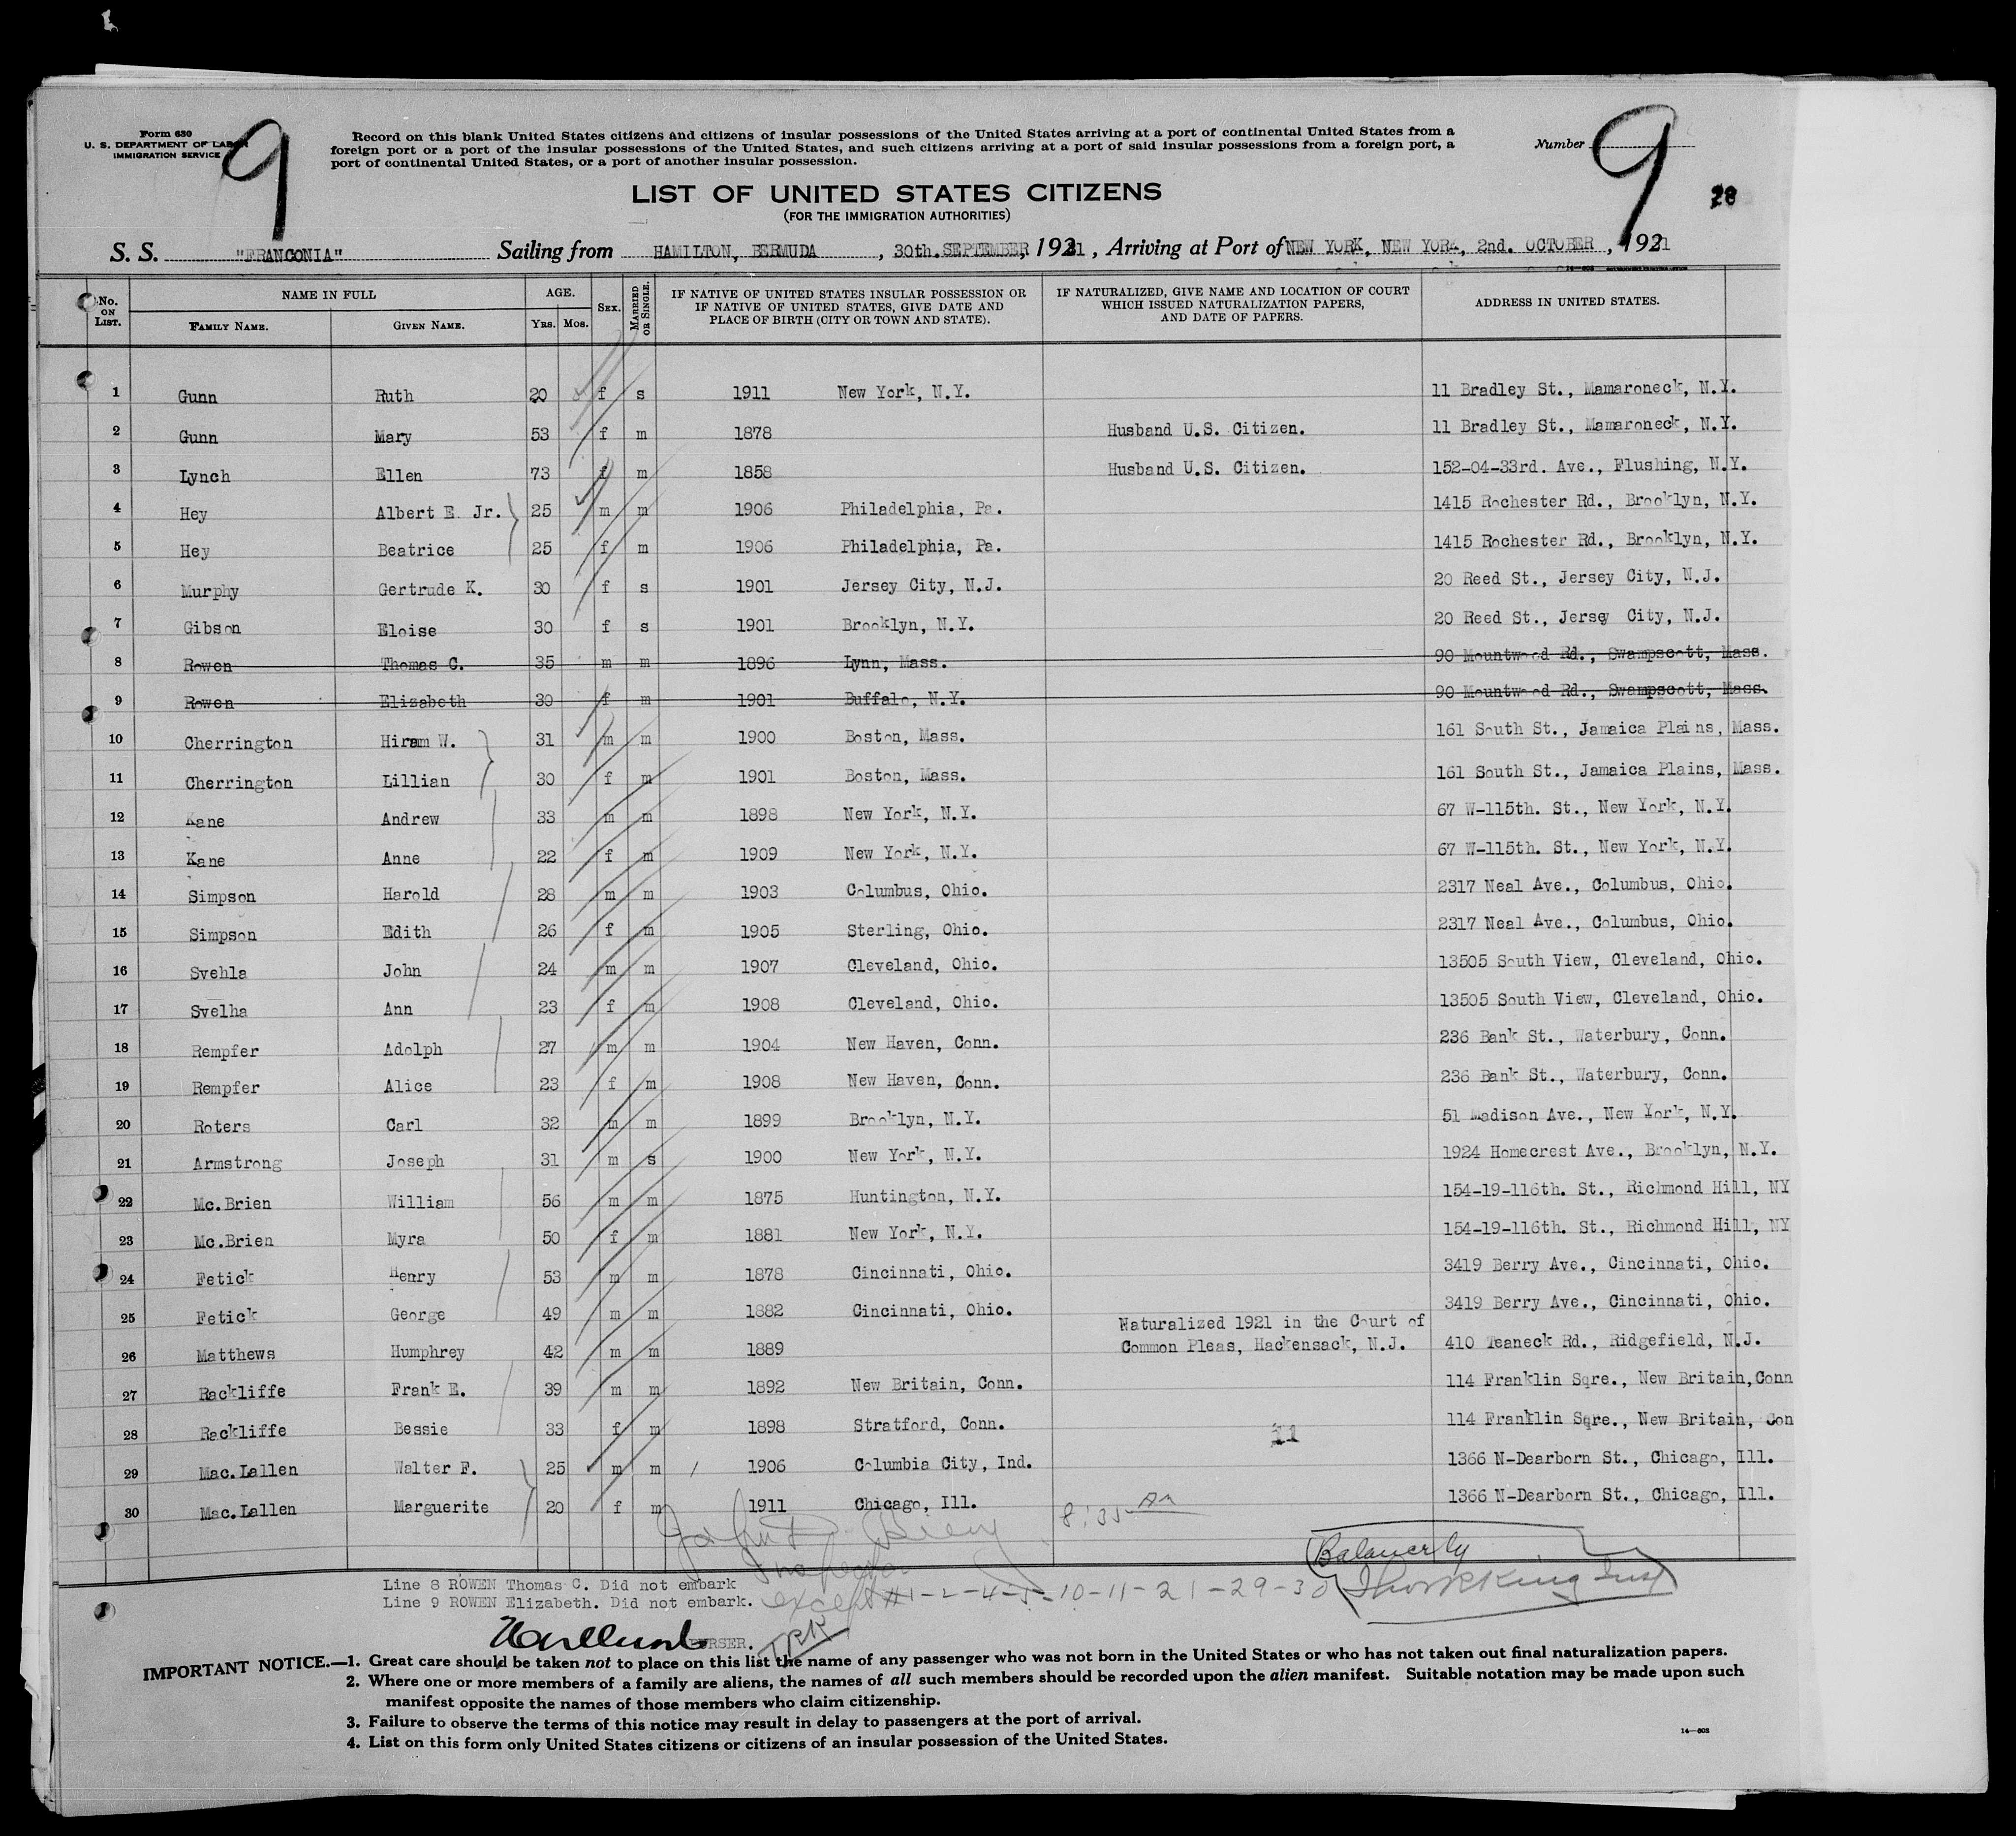 9
9
Form 630
U. S. DEPARTMENT OF LABOR
IMMIGRATION SERVICE
Record on this blank United States citizens and citizens of insular possessions of the United States arriving at a port of continental United States from a
foreign port or a port of the insular possessions of the United States, and such citizens arriving at a port of said insular possessions from a foreign port, a
port of continental United States, or a port of another insular possession.
Number
28
LIST OF UNITED STATES CITIZENS
(FOR THE IMMIGRATION AUTHORITIES)
S. S. "FRANCONIA" Sailing from HAMILTON, BERMUDA, 30th. SEPTEMBER, 1931, Arriving at Port of NEW YORK, NEW YORK, 2nd. OCTOBER, 1931
No. ON LIST. NAME IN FULL FAMILY NAME. GIVEN NAME. AGE. YRS. MOS. SEX. MARRIED OR SINGLE. IF NATIVE OF UNITED STATES INSULAR POSSESSION OR IF NATIVE OF UNITED STATES, GIVE DATE AND PLACE OF BIRTH (CITY OR TOWN AND STATE). IF NATURALIZED, GIVE NAME AND LOCATION OF COURT WHICH ISSUED NATURALIZATION PAPERS, AND DATE OF PAPERS. ADDRESS IN UNITED STATES.
1 Gunn Ruth 20 f s 1911 New York, N.Y. 11 Bradley St., Mamaroneck, N.Y.
2 Gunn Mary 53 f m 1878 Husband U.S. Citizen. 11 Bradley St., Mamaroneck, N.Y.
3 Lynch Ellen 73 f m 1858 Husband U.S. Citizen. 152-04-33rd. Ave., Flushing, N.Y.
4 Hey Albert E. Jr. 25 m m 1906 Philadelphia, Pa. 1415 Rochester Rd., Brooklyn, N.Y.
5 Hey Beatrice 25 f m 1906 Philadelphia, Pa. 1415 Rochester Rd., Brooklyn, N.Y.
6 Murphy Gertrude K. 30 f s 1901 Jersey City, N.J. 20 Reed St., Jersey City, N.J.
7 Gibson Eloise 30 f s 1901 Brooklyn, N.Y. 20 Reed St., Jersey City, N.J.
8 Rowen Thomas C. 35 m m 1896 Lynn, Mass. 90 Mountwood Rd., Swampscott, Mass.
9 Rowen Elizabeth 30 f m 1901 Buffalo, N.Y. 90 Mountwood Rd., Swampscott, Mass.
10 Cherrington Hiram W. 31 m m 1900 Boston, Mass. 161 South St., Jamaica Plains, Mass.
11 Cherrington Lillian 30 f m 1901 Boston, Mass. 161 South St., Jamaica Plains, Mass.
12 Kane Andrew 33 m m 1898 New York, N.Y. 67 W-115th. St., New York, N.Y.
13 Kane Anne 22 f m 1909 New York, N.Y. 67 W-115th. St., New York, N.Y.
14 Simpson Harold 28 m m 1903 Columbus, Ohio. 2317 Neal Ave., Columbus, Ohio.
15 Simpson Edith 26 f m 1905 Sterling, Ohio. 2317 Neal Ave., Columbus, Ohio.
16 Svehla John 24 m m 1907 Cleveland, Ohio. 13505 South View, Cleveland, Ohio.
17 Svelha Ann 23 f m 1908 Cleveland, Ohio. 13505 South View, Cleveland, Ohio.
18 Rempfer Adolph 27 m m 1904 New Haven, Conn. 236 Bank St., Waterbury, Conn.
19 Rempfer Alice 23 f m 1908 New Haven, Conn. 236 Bank St., Waterbury, Conn.
20 Roters Carl 32 m m 1899 Brooklyn, N.Y. 51 Madison Ave., New York, N.Y.
21 Armstrong Joseph 31 m s 1900 New York, N.Y. 1924 Homecrest Ave., Brooklyn, N.Y.
22 Mc.Brien William 56 m m 1875 Huntington, N.Y. 154-19-116th. St., Richmond Hill, NY
23 Mc.Brien Myra 50 f m 1881 New York, N.Y. 154-19-116th. St., Richmond Hill, NY
24 Fetick Henry 53 m m 1878 Cincinnati, Ohio. 3419 Berry Ave., Cincinnati, Ohio.
25 Fetick George 49 m m 1882 Cincinnati, Ohio. 3419 Berry Ave., Cincinnati, Ohio.
26 Matthews Humphrey 42 m m 1889 Naturalized 1921 in the Court of Common Pleas, Hackensack, N.J. 410 Teaneck Rd., Ridgefield, N.J.
27 Rackliffe Frank E. 39 m m 1892 New Britain, Conn. 114 Franklin Sqre., New Britain, Conn
28 Rackliffe Bessie 33 f m 1898 Stratford, Conn. 11 114 Franklin Sqre., New Britain, Con
29 Mac.Lallen Walter F. 25 m m 1906 Columbia City, Ind. 1366 N-Dearborn St., Chicago, Ill.
30 Mac.Lallen Marguerite 20 f m 1911 Chicago, Ill. 1366 N-Dearborn St., Chicago, Ill.
8:35 AM
Inspector
Balance by
Line 8 ROWEN Thomas C. Did not embark
Line 9 ROWEN Elizabeth. Did not embark.
except #1-2-4-5-10-11-21-29-30
PURSER.
TRK
IMPORTANT NOTICE.—1. Great care should be taken not to place on this list the name of any passenger who was not born in the United States or who has not taken out final naturalization papers.
2. Where one or more members of a family are aliens, the names of all such members should be recorded upon the alien manifest. Suitable notation may be made upon such
manifest opposite the names of those members who claim citizenship.
3. Failure to observe the terms of this notice may result in delay to passengers at the port of arrival.
4. List on this form only United States citizens or citizens of an insular possession of the United States.